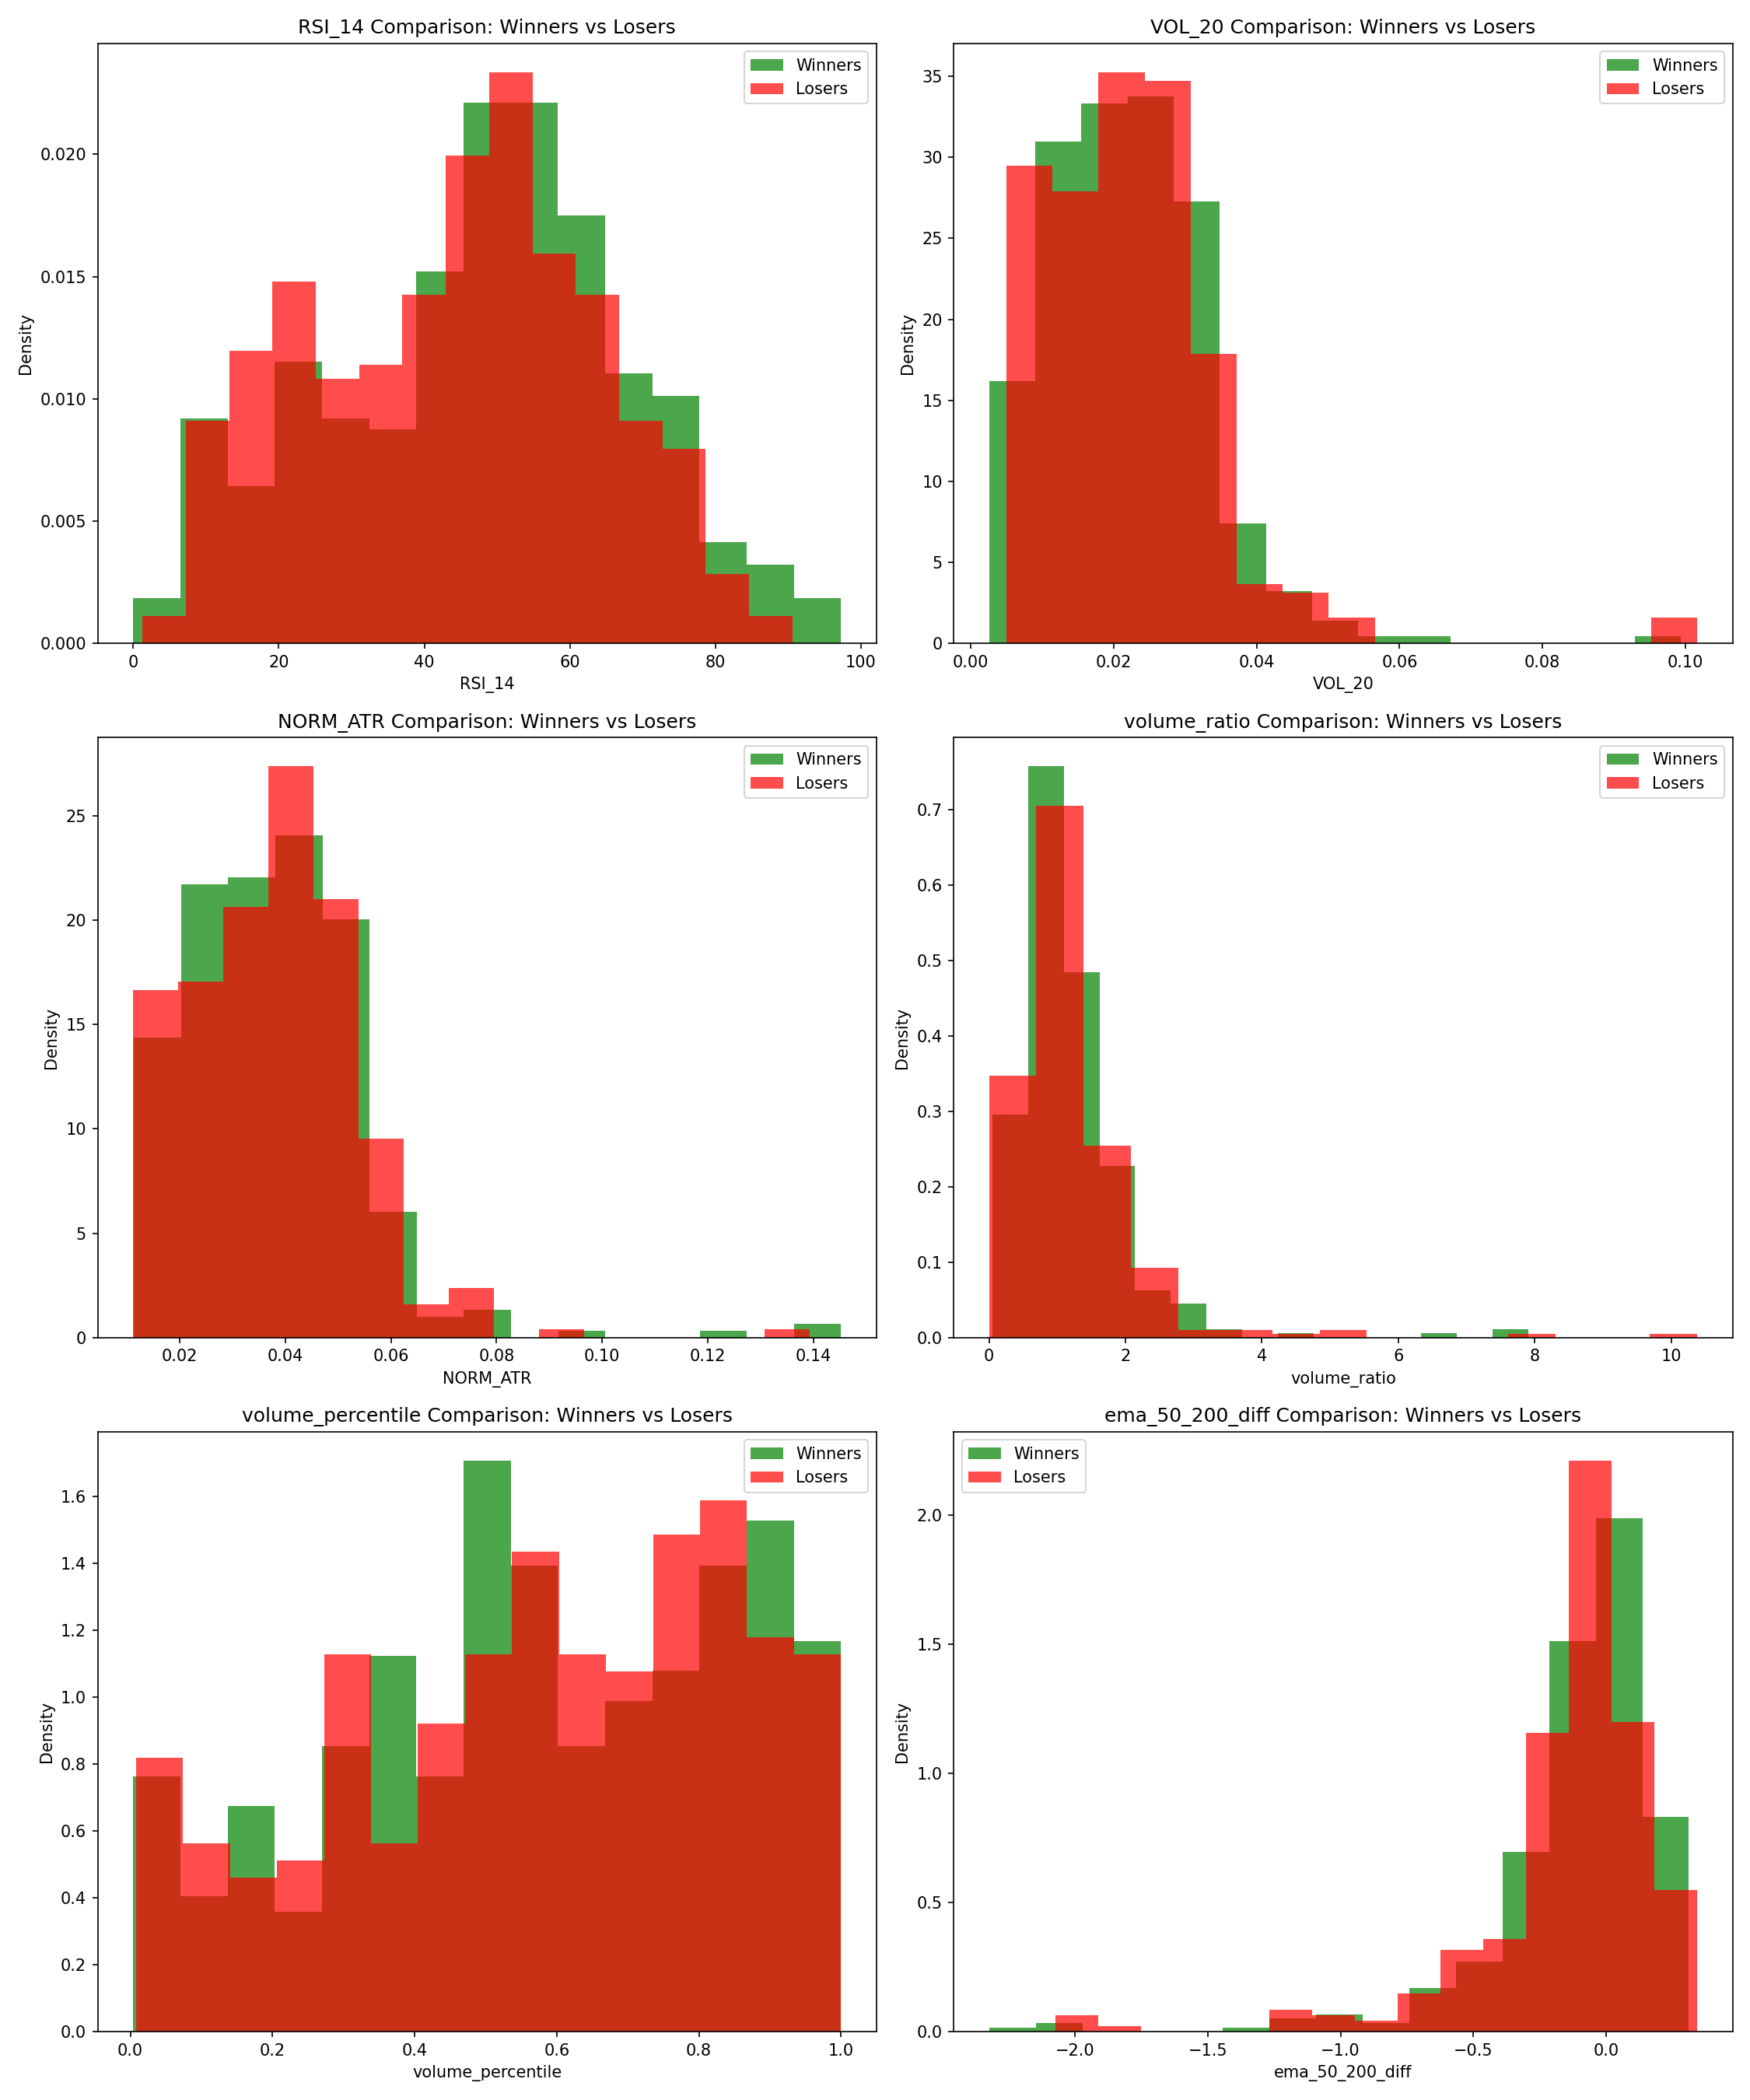 RSI_14 Comparison: Winners vs Losers
Winners
Losers
0.020
0.015
0.010
0.005
0.000
Density
0 20 40 60 80 100
RSI_14
VOL_20 Comparison: Winners vs Losers
Winners
Losers
35
30
25
20
15
10
5
0
Density
0.00 0.02 0.04 0.06 0.08 0.10
VOL_20
NORM_ATR Comparison: Winners vs Losers
Winners
Losers
25
20
15
10
5
0
Density
0.02 0.04 0.06 0.08 0.10 0.12 0.14
NORM_ATR
volume_ratio Comparison: Winners vs Losers
Winners
Losers
0.7
0.6
0.5
0.4
0.3
0.2
0.1
0.0
Density
0 2 4 6 8 10
volume_ratio
volume_percentile Comparison: Winners vs Losers
Winners
Losers
1.6
1.4
1.2
1.0
0.8
0.6
0.4
0.2
0.0
Density
0.0 0.2 0.4 0.6 0.8 1.0
volume_percentile
ema_50_200_diff Comparison: Winners vs Losers
Winners
Losers
2.0
1.5
1.0
0.5
0.0
Density
−2.0 −1.5 −1.0 −0.5 0.0
ema_50_200_diff